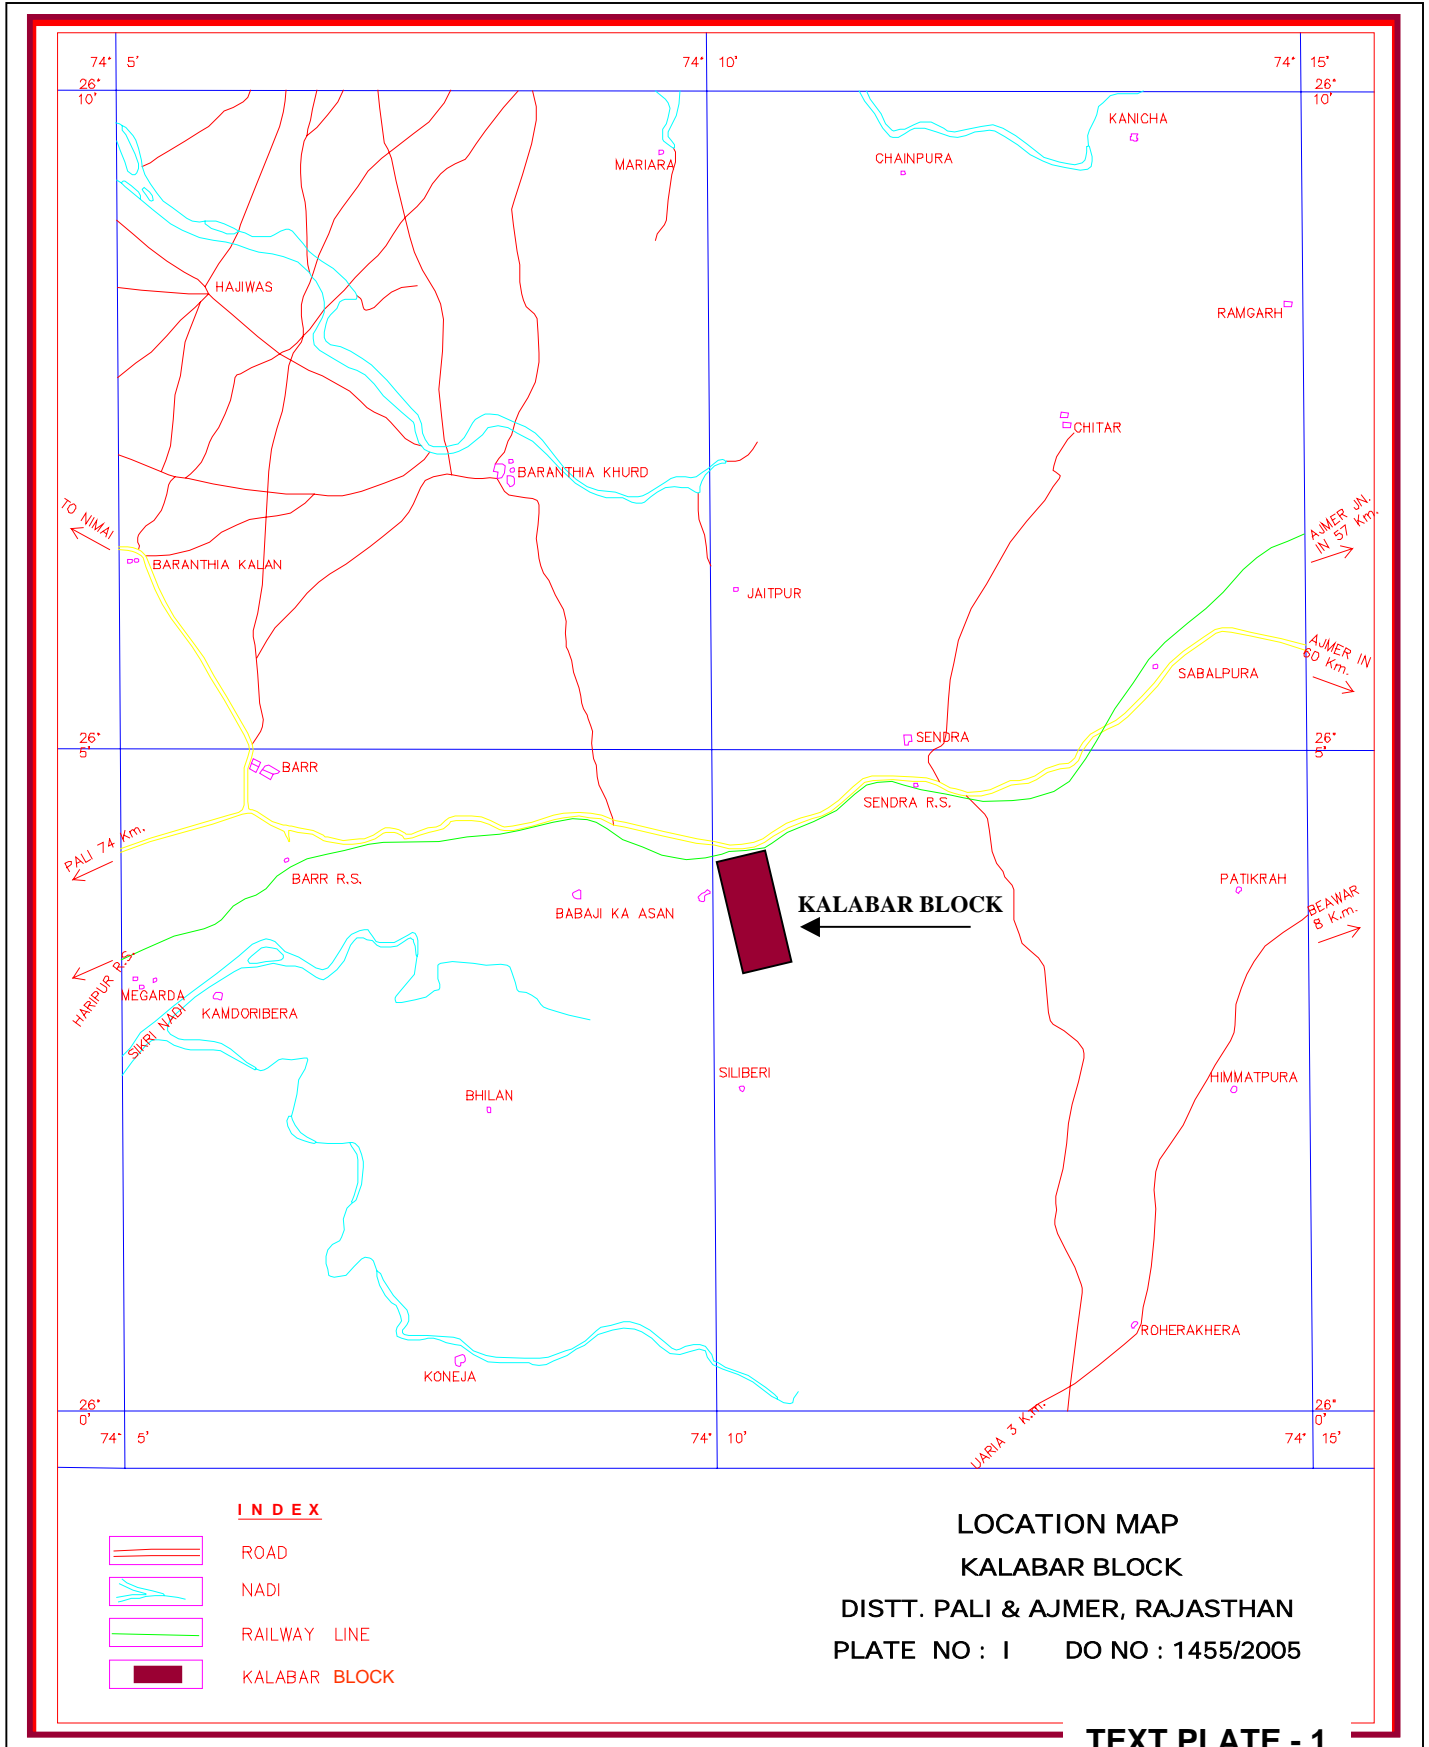 74° 5'
74° 10'
74° 15'
26°
10'
26°
10'
KANICHA
MARIARA
CHAINPURA
HAJIWAS
RAMGARH
CHITAR
BARANTHIA KHURD
TO NIMAI
AJMER JN.
IN 57 Km.
BARANTHIA KALAN
JAITPUR
AJMER IN
60 Km.
SABALPURA
26°
5'
SENDRA
26°
5'
BARR
SENDRA R.S.
PALI 74 Km.
BARR R.S.
PATIKRAH
BABAJI KA ASAN
KALABAR BLOCK
BEAWAR
8 K.m.
HARIPUR R.S.
MEGARDA
KAMDORIBERA
SIKRI NADI
SILIBERI
HIMMATPURA
BHILAN
ROHERAKHERA
KONEJA
26°
0'
26°
0'
UARIA 3 K.m.
74° 5'
74° 10'
74° 15'
INDEX
ROAD
NADI
RAILWAY LINE
KALABAR BLOCK
LOCATION MAP
KALABAR BLOCK
DISTT. PALI & AJMER, RAJASTHAN
PLATE NO : I DO NO : 1455/2005
TEXT PLATE - 1